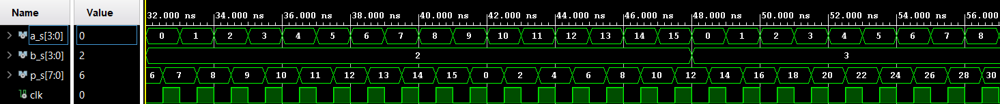 Name Value 32.000 ns 34.000 ns 36.000 ns 38.000 ns 40.000 ns 42.000 ns 44.000 ns 46.000 ns 48.000 ns 50.000 ns 52.000 ns 54.000 ns 56.000
a_s[3:0] 0 0 1 2 3 4 5 6 7 8 9 10 11 12 13 14 15 0 1 2 3 4 5 6 7 8
b_s[3:0] 2 2 3
p_s[7:0] 6 6 7 8 9 10 11 12 13 14 15 0 2 4 6 8 10 12 14 16 18 20 22 24 26 28 30
clk 0